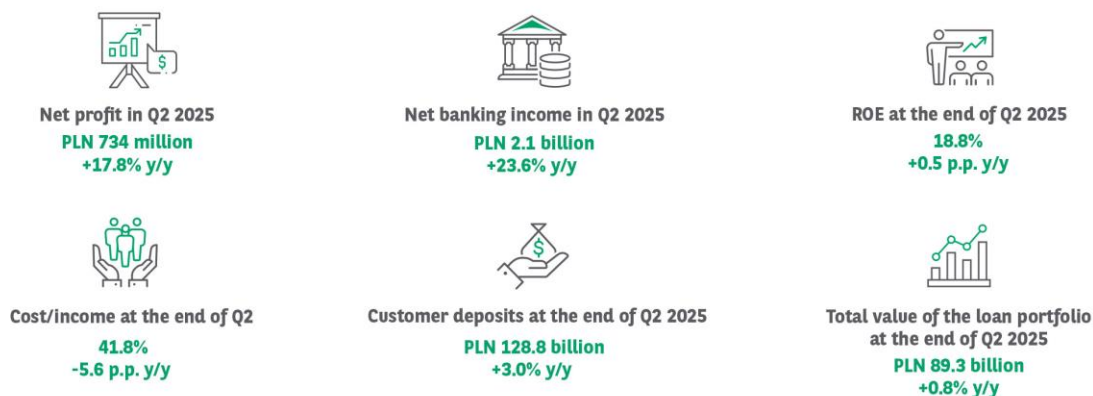 $
Net profit in Q2 2025
PLN 734 million
+17.8% y/y
Net banking income in Q2 2025
PLN 2.1 billion
+23.6% y/y
ROE at the end of Q2 2025
18.8%
+0.5 p.p. y/y
Cost/income at the end of Q2
41.8%
-5.6 p.p. y/y
$
Customer deposits at the end of Q2 2025
PLN 128.8 billion
+3.0% y/y
Total value of the loan portfolio
at the end of Q2 2025
PLN 89.3 billion
+0.8% y/y